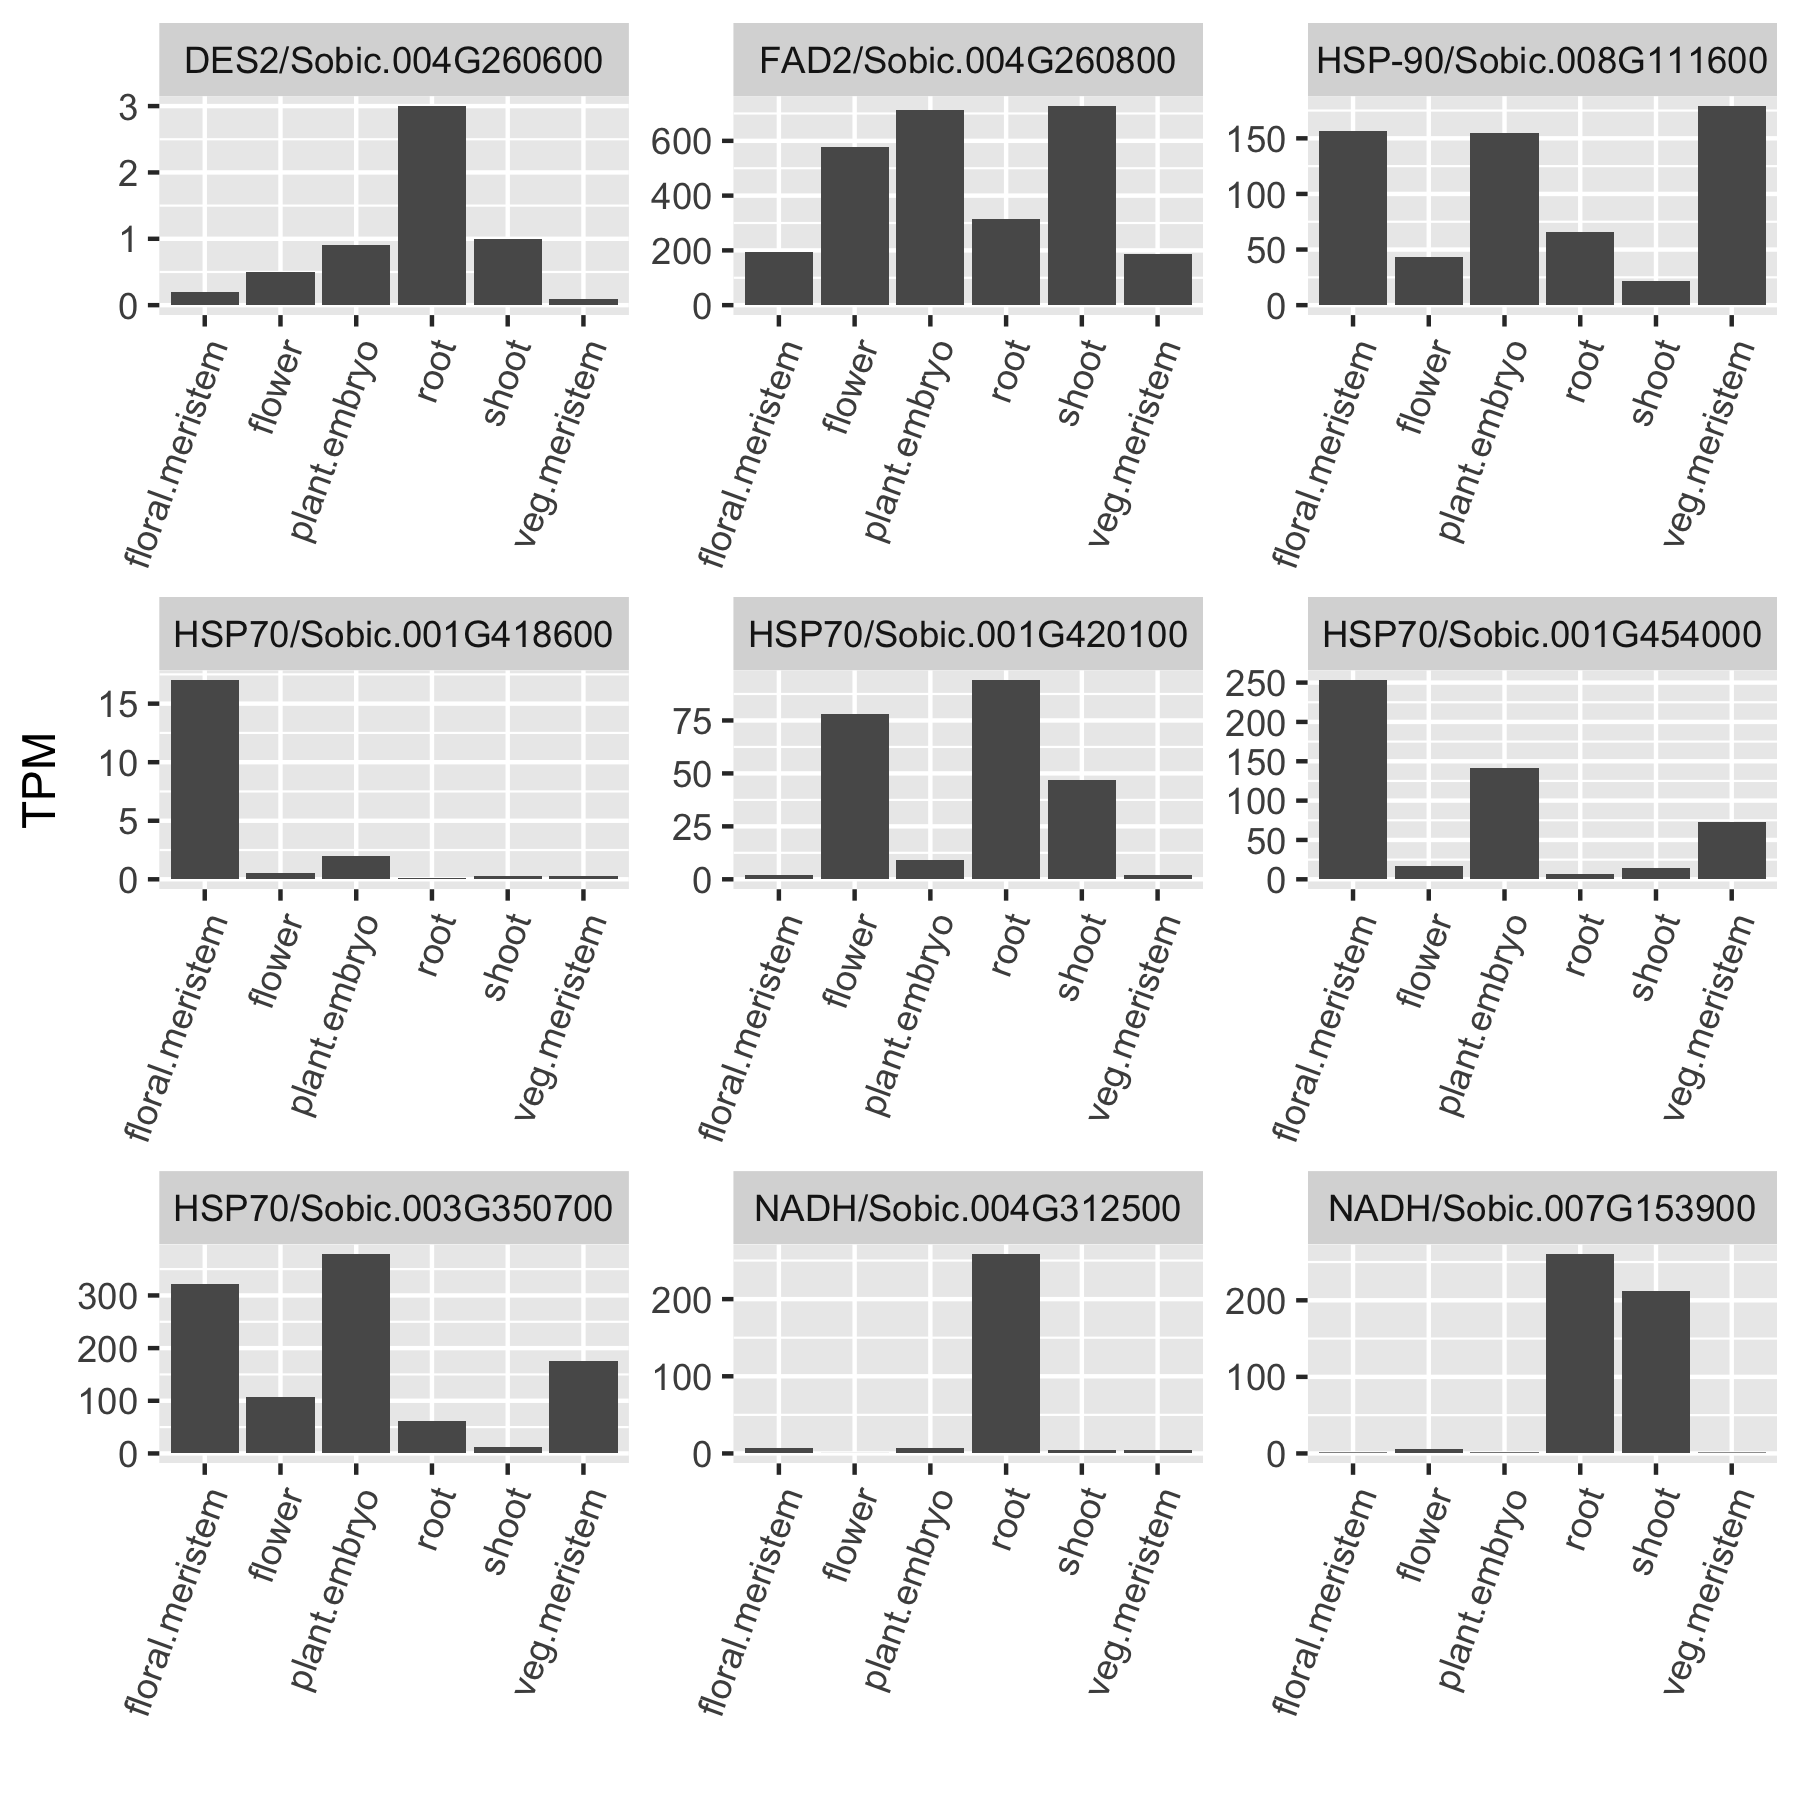 TPM
DES2/Sobic.004G260600
3
2
1
0
floral.meristem
flower
plant.embryo
root
shoot
veg.meristem
FAD2/Sobic.004G260800
600
400
200
0
floral.meristem
flower
plant.embryo
root
shoot
veg.meristem
HSP-90/Sobic.008G111600
150
100
50
0
floral.meristem
flower
plant.embryo
root
shoot
veg.meristem
HSP70/Sobic.001G418600
15
10
5
0
floral.meristem
flower
plant.embryo
root
shoot
veg.meristem
HSP70/Sobic.001G420100
75
50
25
0
floral.meristem
flower
plant.embryo
root
shoot
veg.meristem
HSP70/Sobic.001G454000
250
200
150
100
50
0
floral.meristem
flower
plant.embryo
root
shoot
veg.meristem
HSP70/Sobic.003G350700
300
200
100
0
floral.meristem
flower
plant.embryo
root
shoot
veg.meristem
NADH/Sobic.004G312500
200
100
0
floral.meristem
flower
plant.embryo
root
shoot
veg.meristem
NADH/Sobic.007G153900
200
100
0
floral.meristem
flower
plant.embryo
root
shoot
veg.meristem